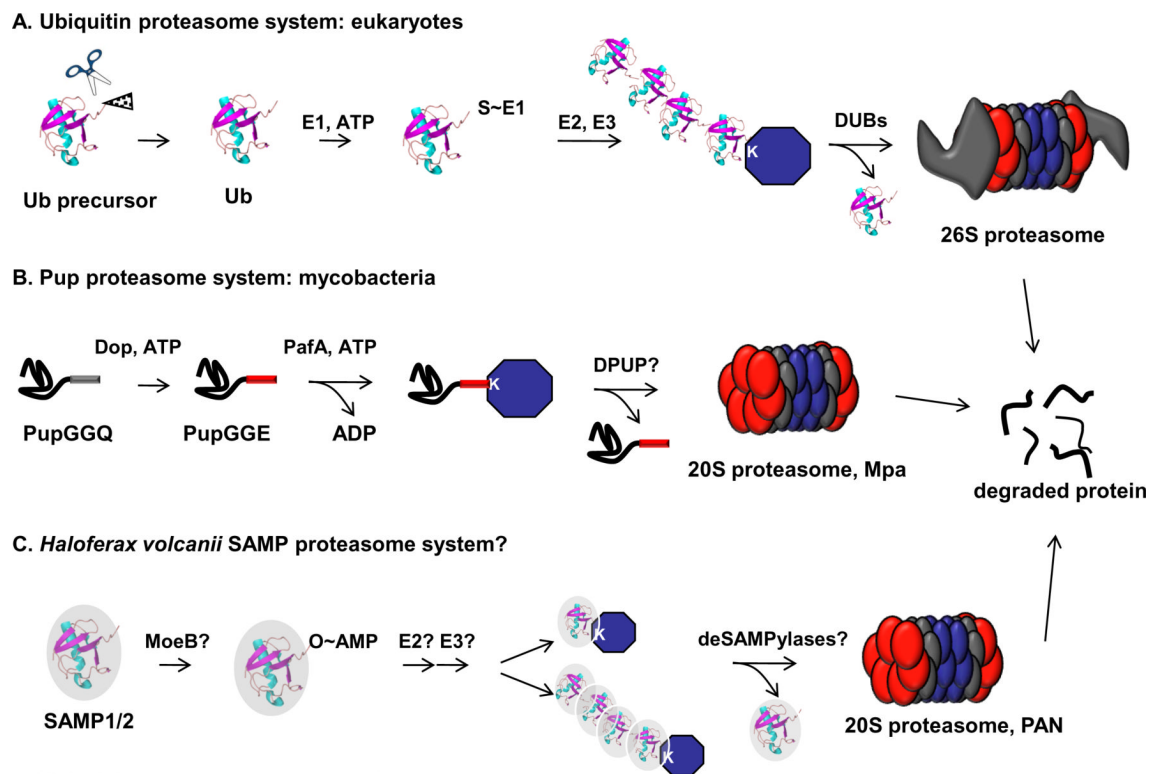 A. Ubiquitin proteasome system: eukaryotes
Ub precursor
Ub
E1, ATP
S~E1
E2, E3
K
DUBs
26S proteasome
B. Pup proteasome system: mycobacteria
PupGGQ
Dop, ATP
PupGGE
PafA, ATP
ADP
K
DPUP?
20S proteasome, Mpa
degraded protein
C. Haloferax volcanii SAMP proteasome system?
SAMP1/2
MoeB?
O~AMP
E2? E3?
K
K
deSAMPylases?
20S proteasome, PAN